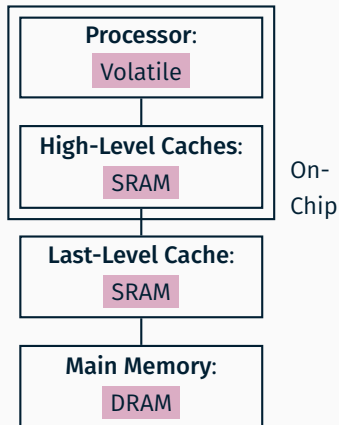 Processor:
Volatile
High-Level Caches:
SRAM
On-
Chip
Last-Level Cache:
SRAM
Main Memory:
DRAM